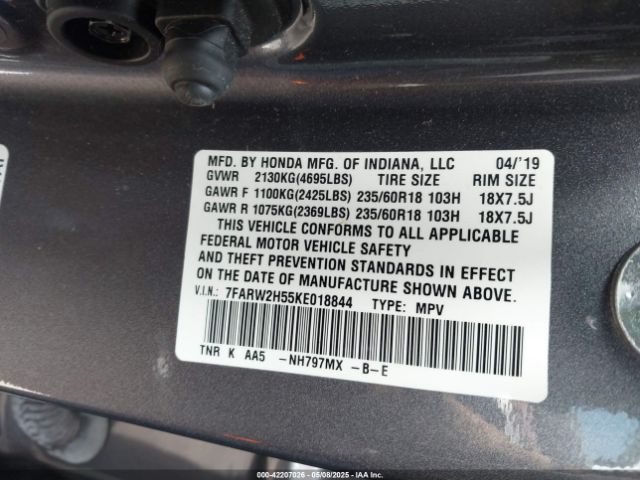 MFD. BY HONDA MFG. OF INDIANA, LLC 04/'19
GVWR 2130KG(4695LBS) TIRE SIZE RIM SIZE
GAWR F 1100KG(2425LBS) 235/60R18 103H 18X7.5J
GAWR R 1075KG(2369LBS) 235/60R18 103H 18X7.5J
THIS VEHICLE CONFORMS TO ALL APPLICABLE
FEDERAL MOTOR VEHICLE SAFETY
AND THEFT PREVENTION STANDARDS IN EFFECT
ON THE DATE OF MANUFACTURE SHOWN ABOVE.
V.I.N.: 7FARW2H55KE018844 TYPE: MPV
TNR K AA5 -NH797MX -B-E
000-42207026 05/08/2025 COPART